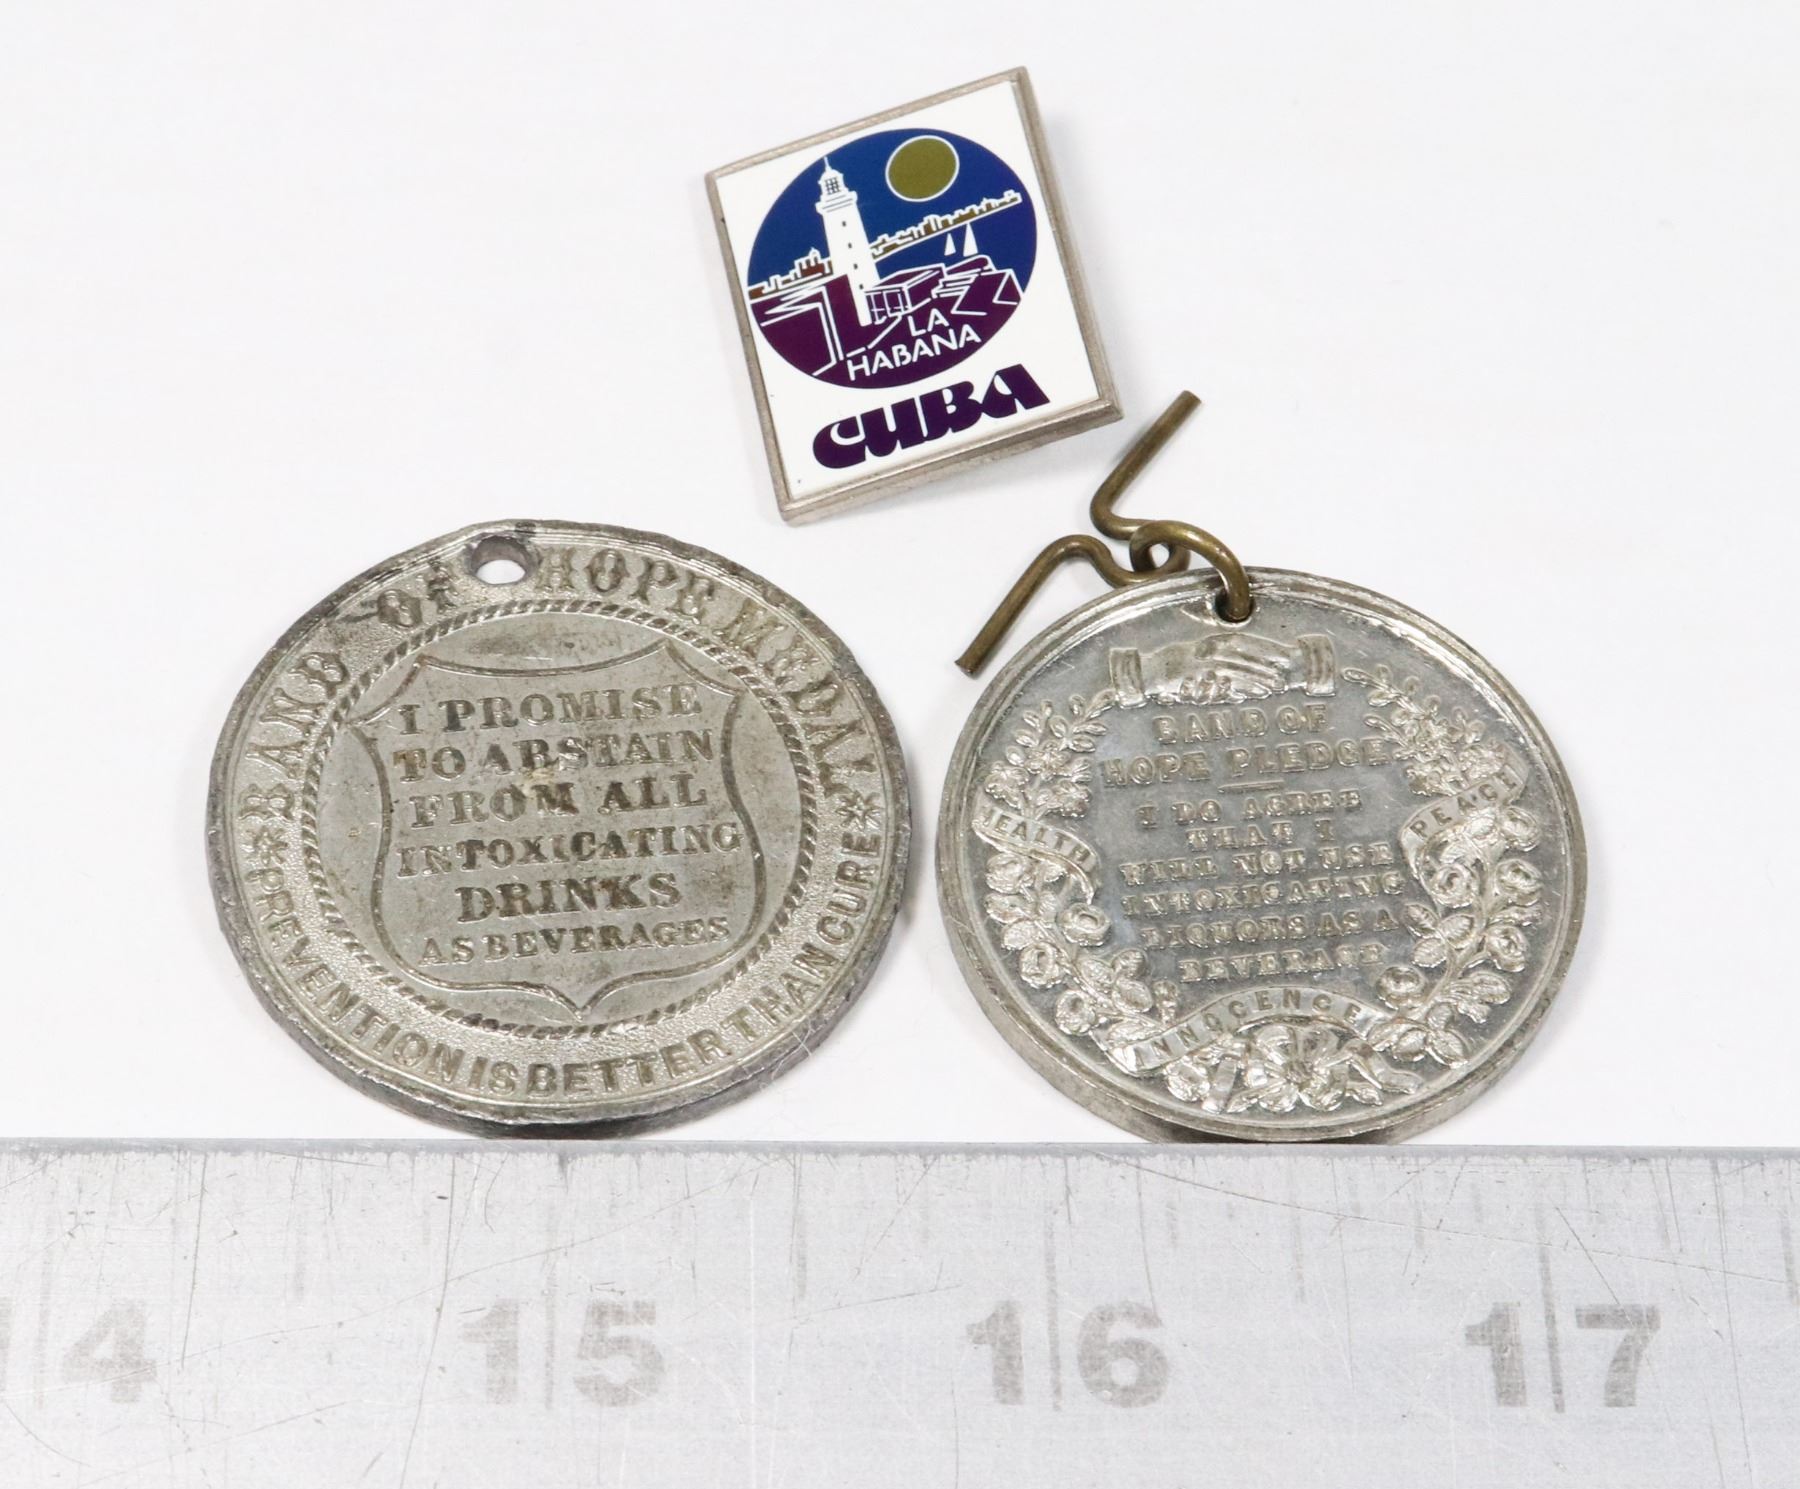 LA
HABANA
CUBA
BAND OF HOPE MEDAL
I PROMISE
TO ABSTAIN
FROM ALL
INTOXICATING
DRINKS
AS BEVERAGES
PREVENTION IS BETTER THAN CURE
BAND OF
HOPE PLEDGE
I DO AGREE
THAT I
WILL NOT USE
INTOXICATING
LIQUORS AS A
BEVERAGE
HEALTH
PEACE
INNOCENCE
14 15 16 17